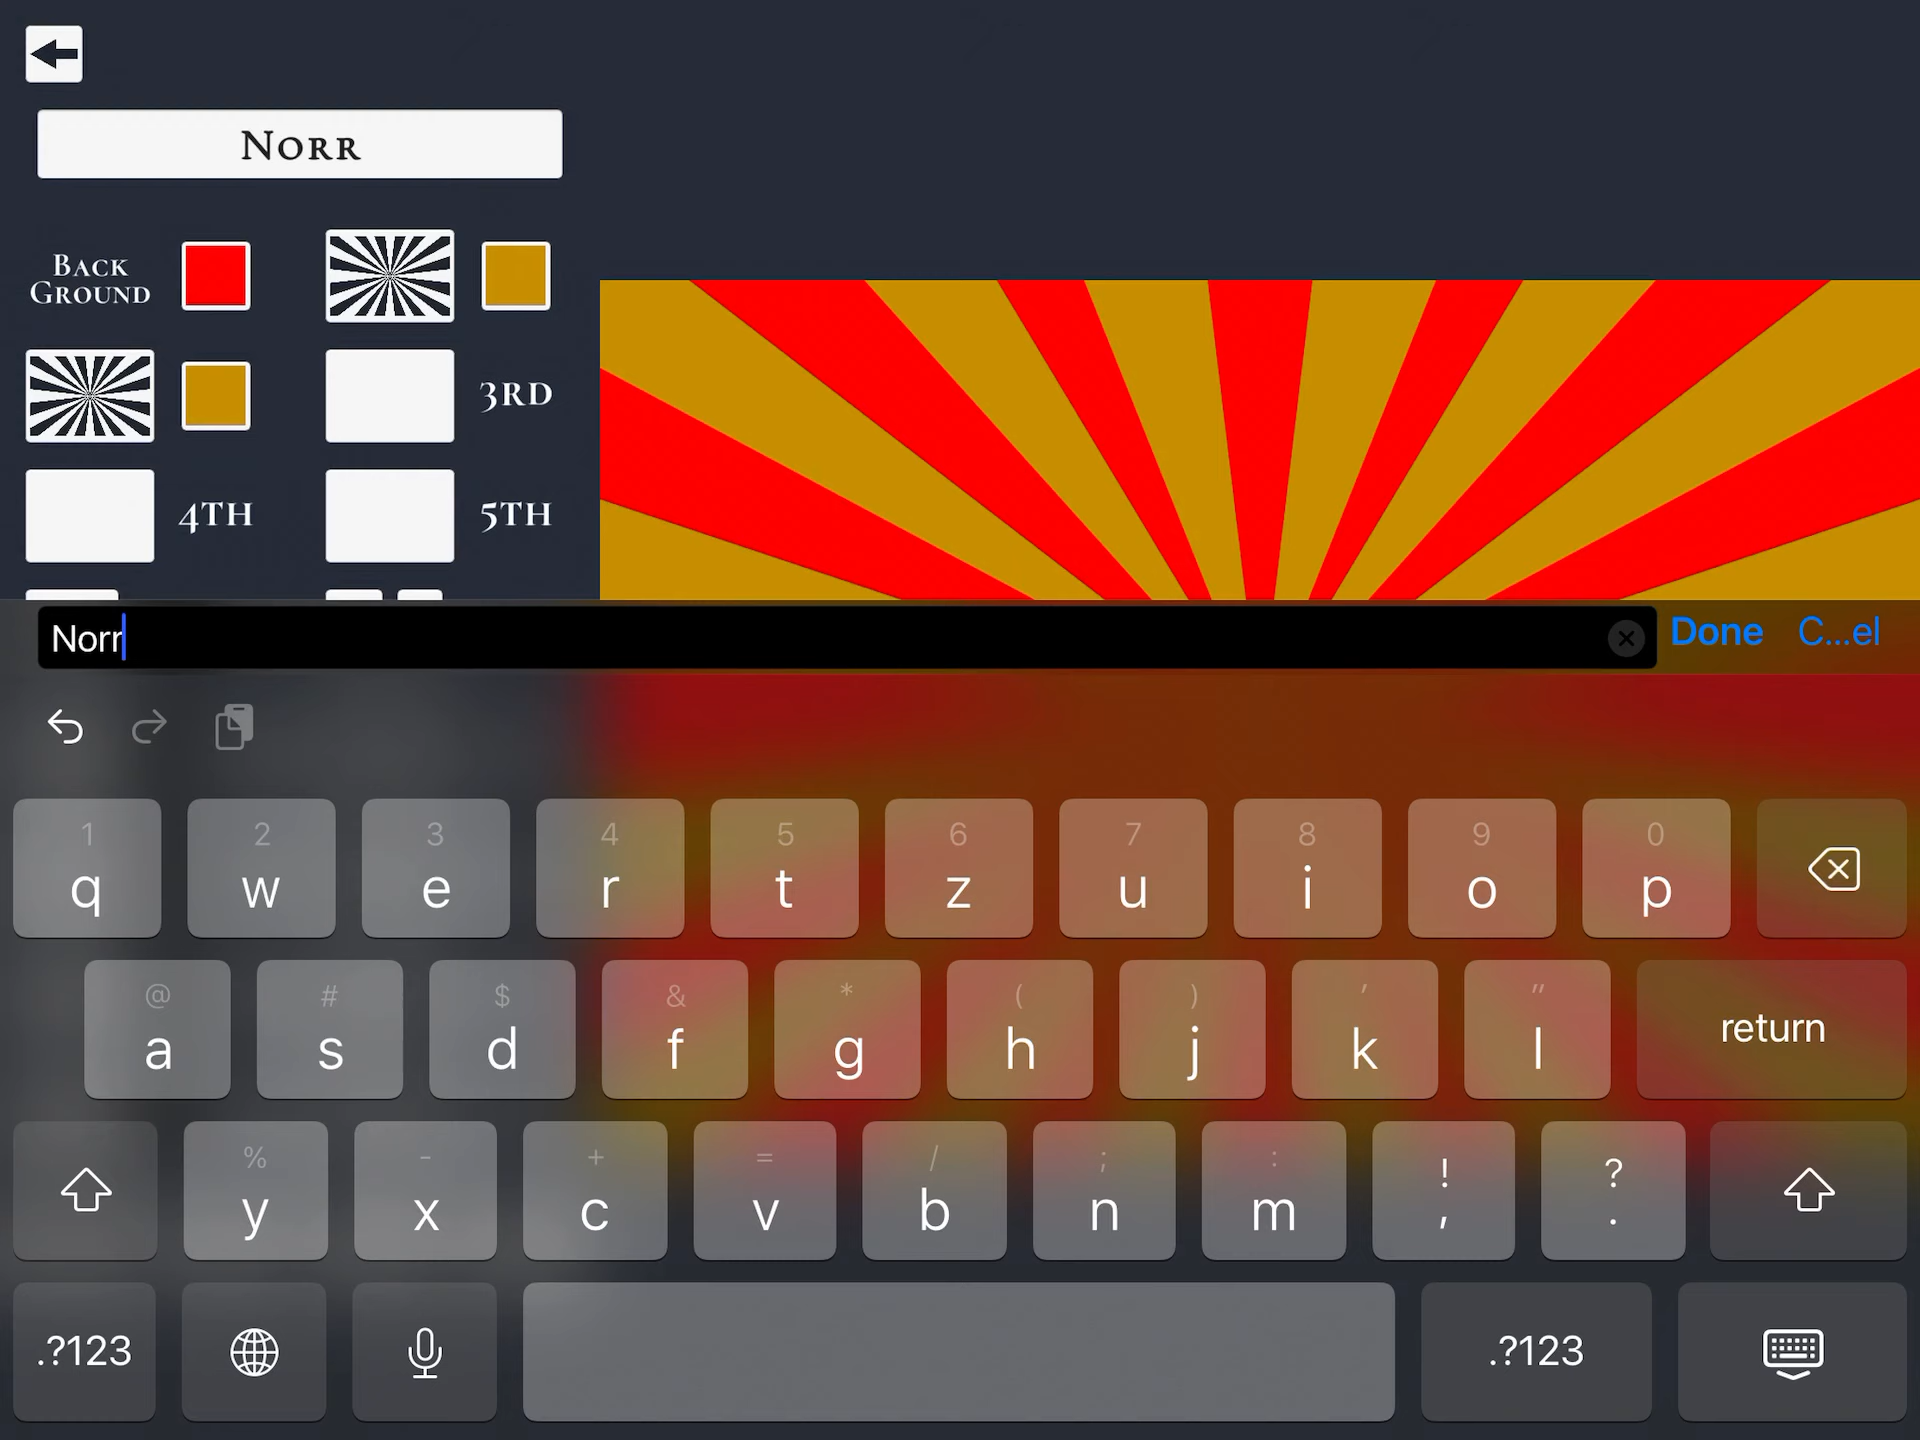 Norr
Back
Ground
3rd
4th
5th
Norr
Done
C...el
1 2 3 4 5 6 7 8 9 0
q w e r t z u i o p
@ # $ & * ( ) ' "
a s d f g h j k l
return
% - + = / ; : ! ?
y x c v b n m , .
.?123
.?123